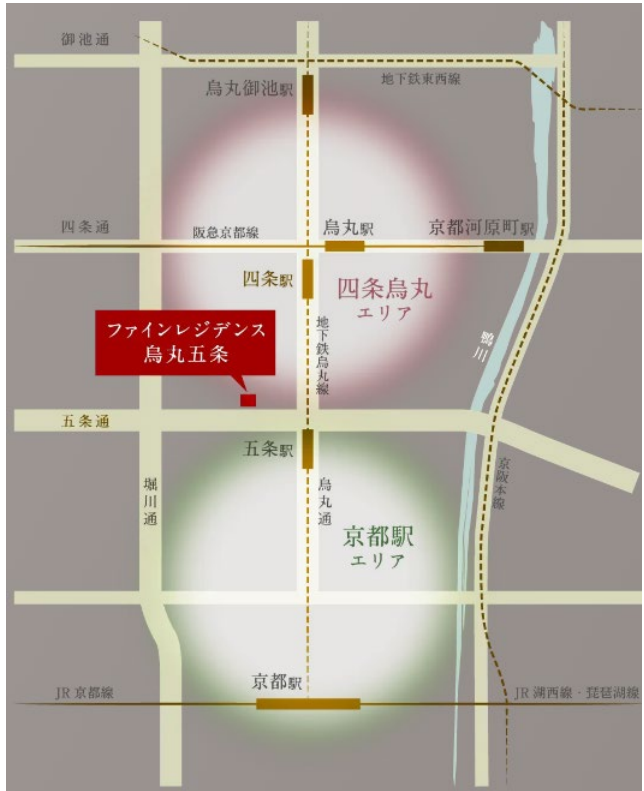 御池通
地下鉄東西線
烏丸御池駅
四条通
阪急京都線
烏丸駅
京都河原町駅
四条駅
四条烏丸
エリア
ファインレジデンス
烏丸五条
地下鉄烏丸線
鴨川
五条通
五条駅
堀川通
烏丸通
京阪本線
京都駅
エリア
京都駅
JR京都線
JR湖西線・琵琶湖線